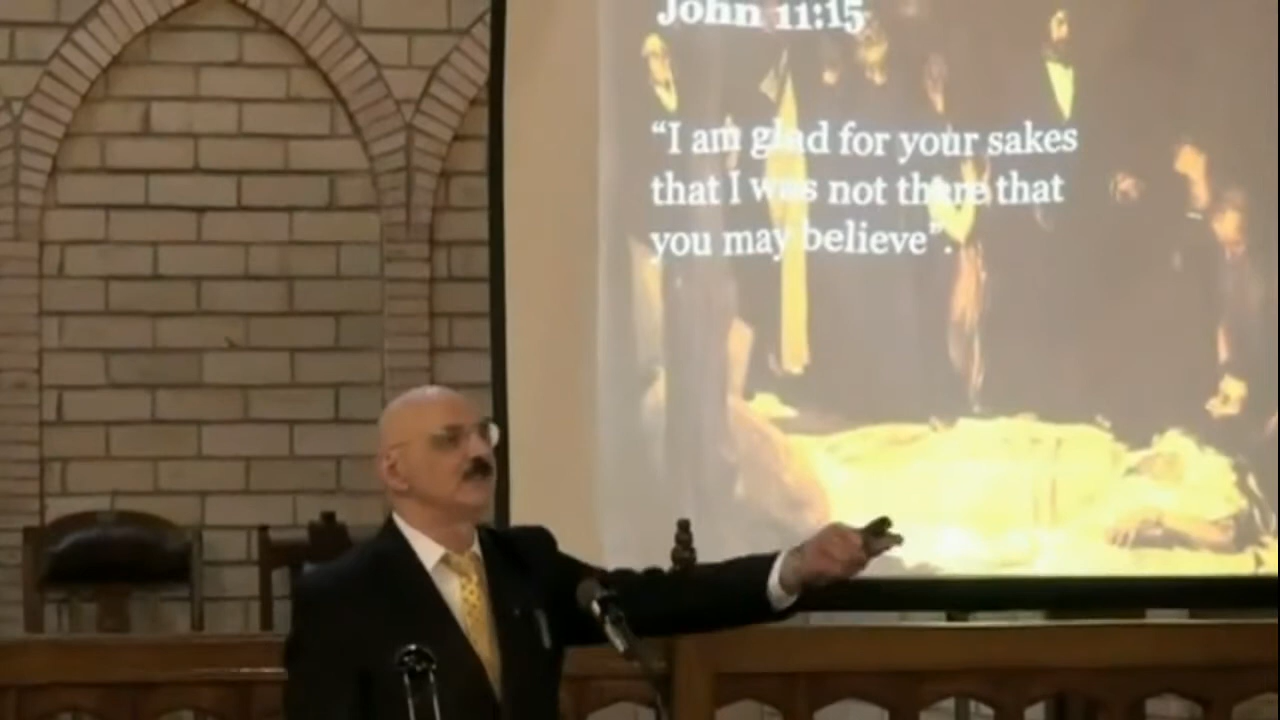 John 11:15
“I am glad for your sakes
that I was not there that
you may believe”.